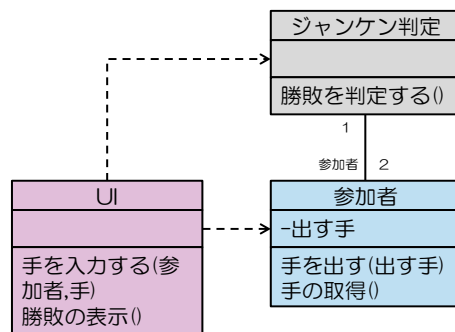 ジャンケン判定
勝敗を判定する()
1
参加者
2
UI
手を入力する(参
加者,手)
勝敗の表示()
参加者
-出す手
手を出す(出す手)
手の取得()